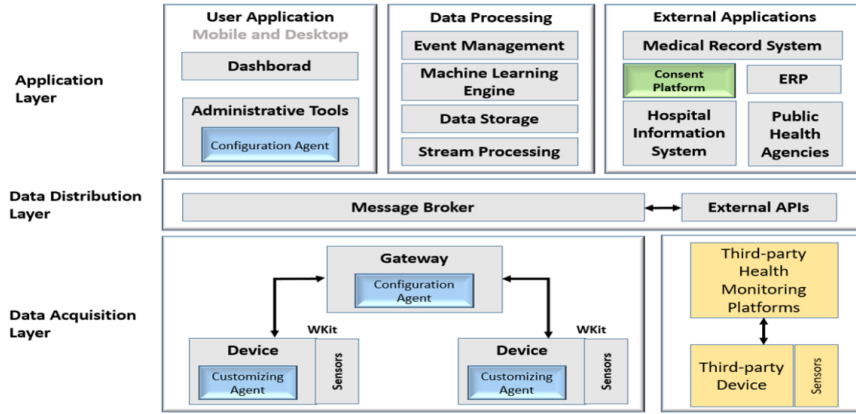 User Application
Mobile and Desktop
Dashborad
Administrative Tools
Configuration Agent
Data Processing
Event Management
Machine Learning
Engine
Data Storage
Stream Processing
External Applications
Medical Record System
Consent
Platform
ERP
Hospital
Information
System
Public
Health
Agencies
Application
Layer
Data Distribution
Layer
Message Broker
External APIs
Data Acquisition
Layer
Gateway
Configuration
Agent
WKit
Device
Customizing
Agent
Sensors
WKit
Device
Customizing
Agent
Sensors
Third-party
Health
Monitoring
Platforms
Third-party
Device
Sensors